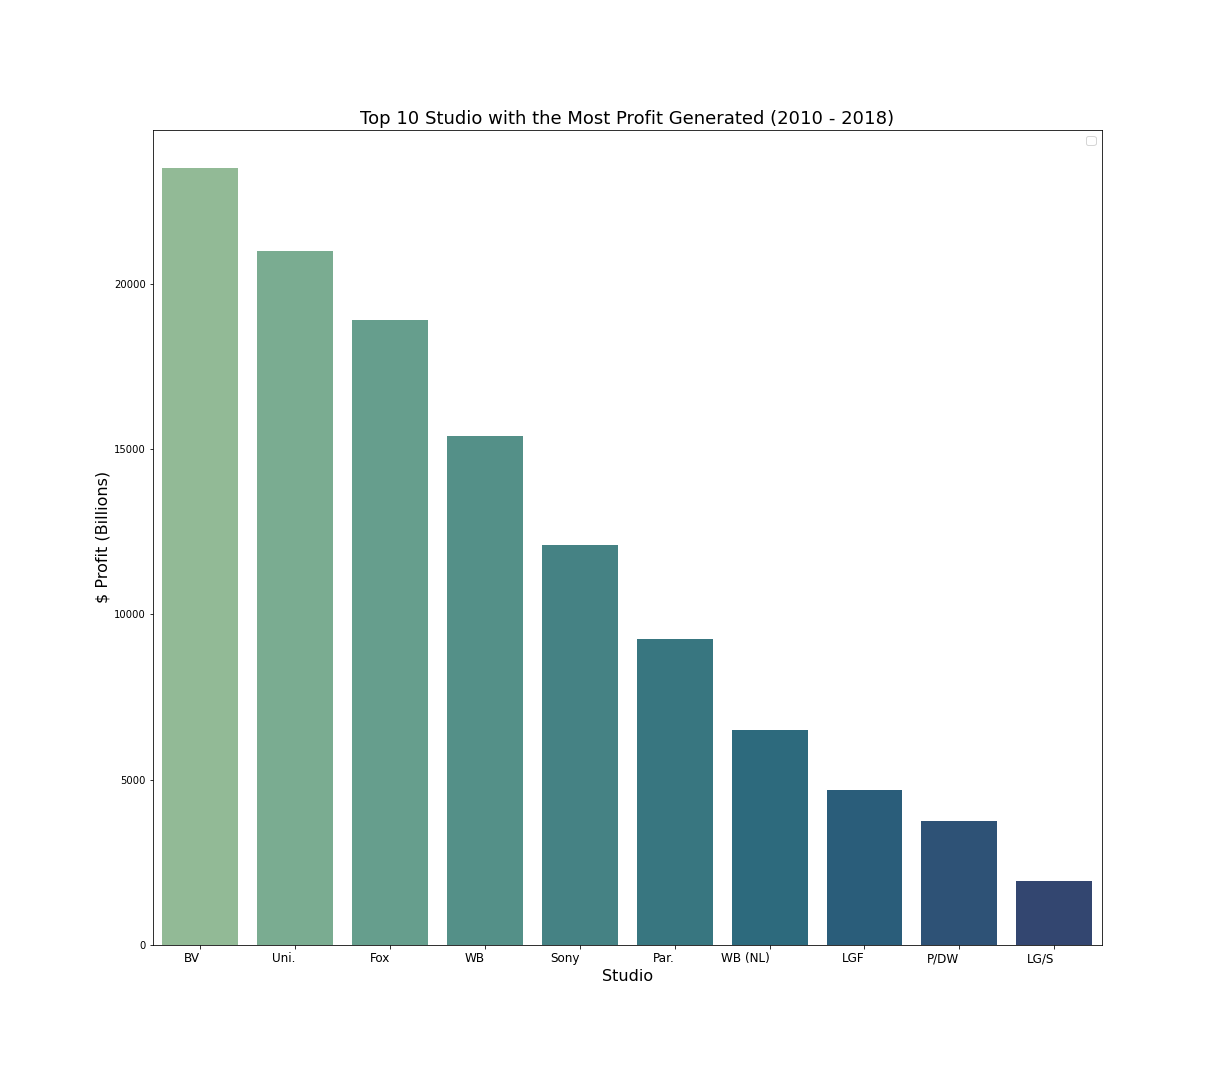 Top 10 Studio with the Most Profit Generated (2010 - 2018)
$ Profit (Billions)
20000
15000
10000
5000
0
BV Uni. Fox WB Sony Par. WB (NL) LGF P/DW LG/S
Studio